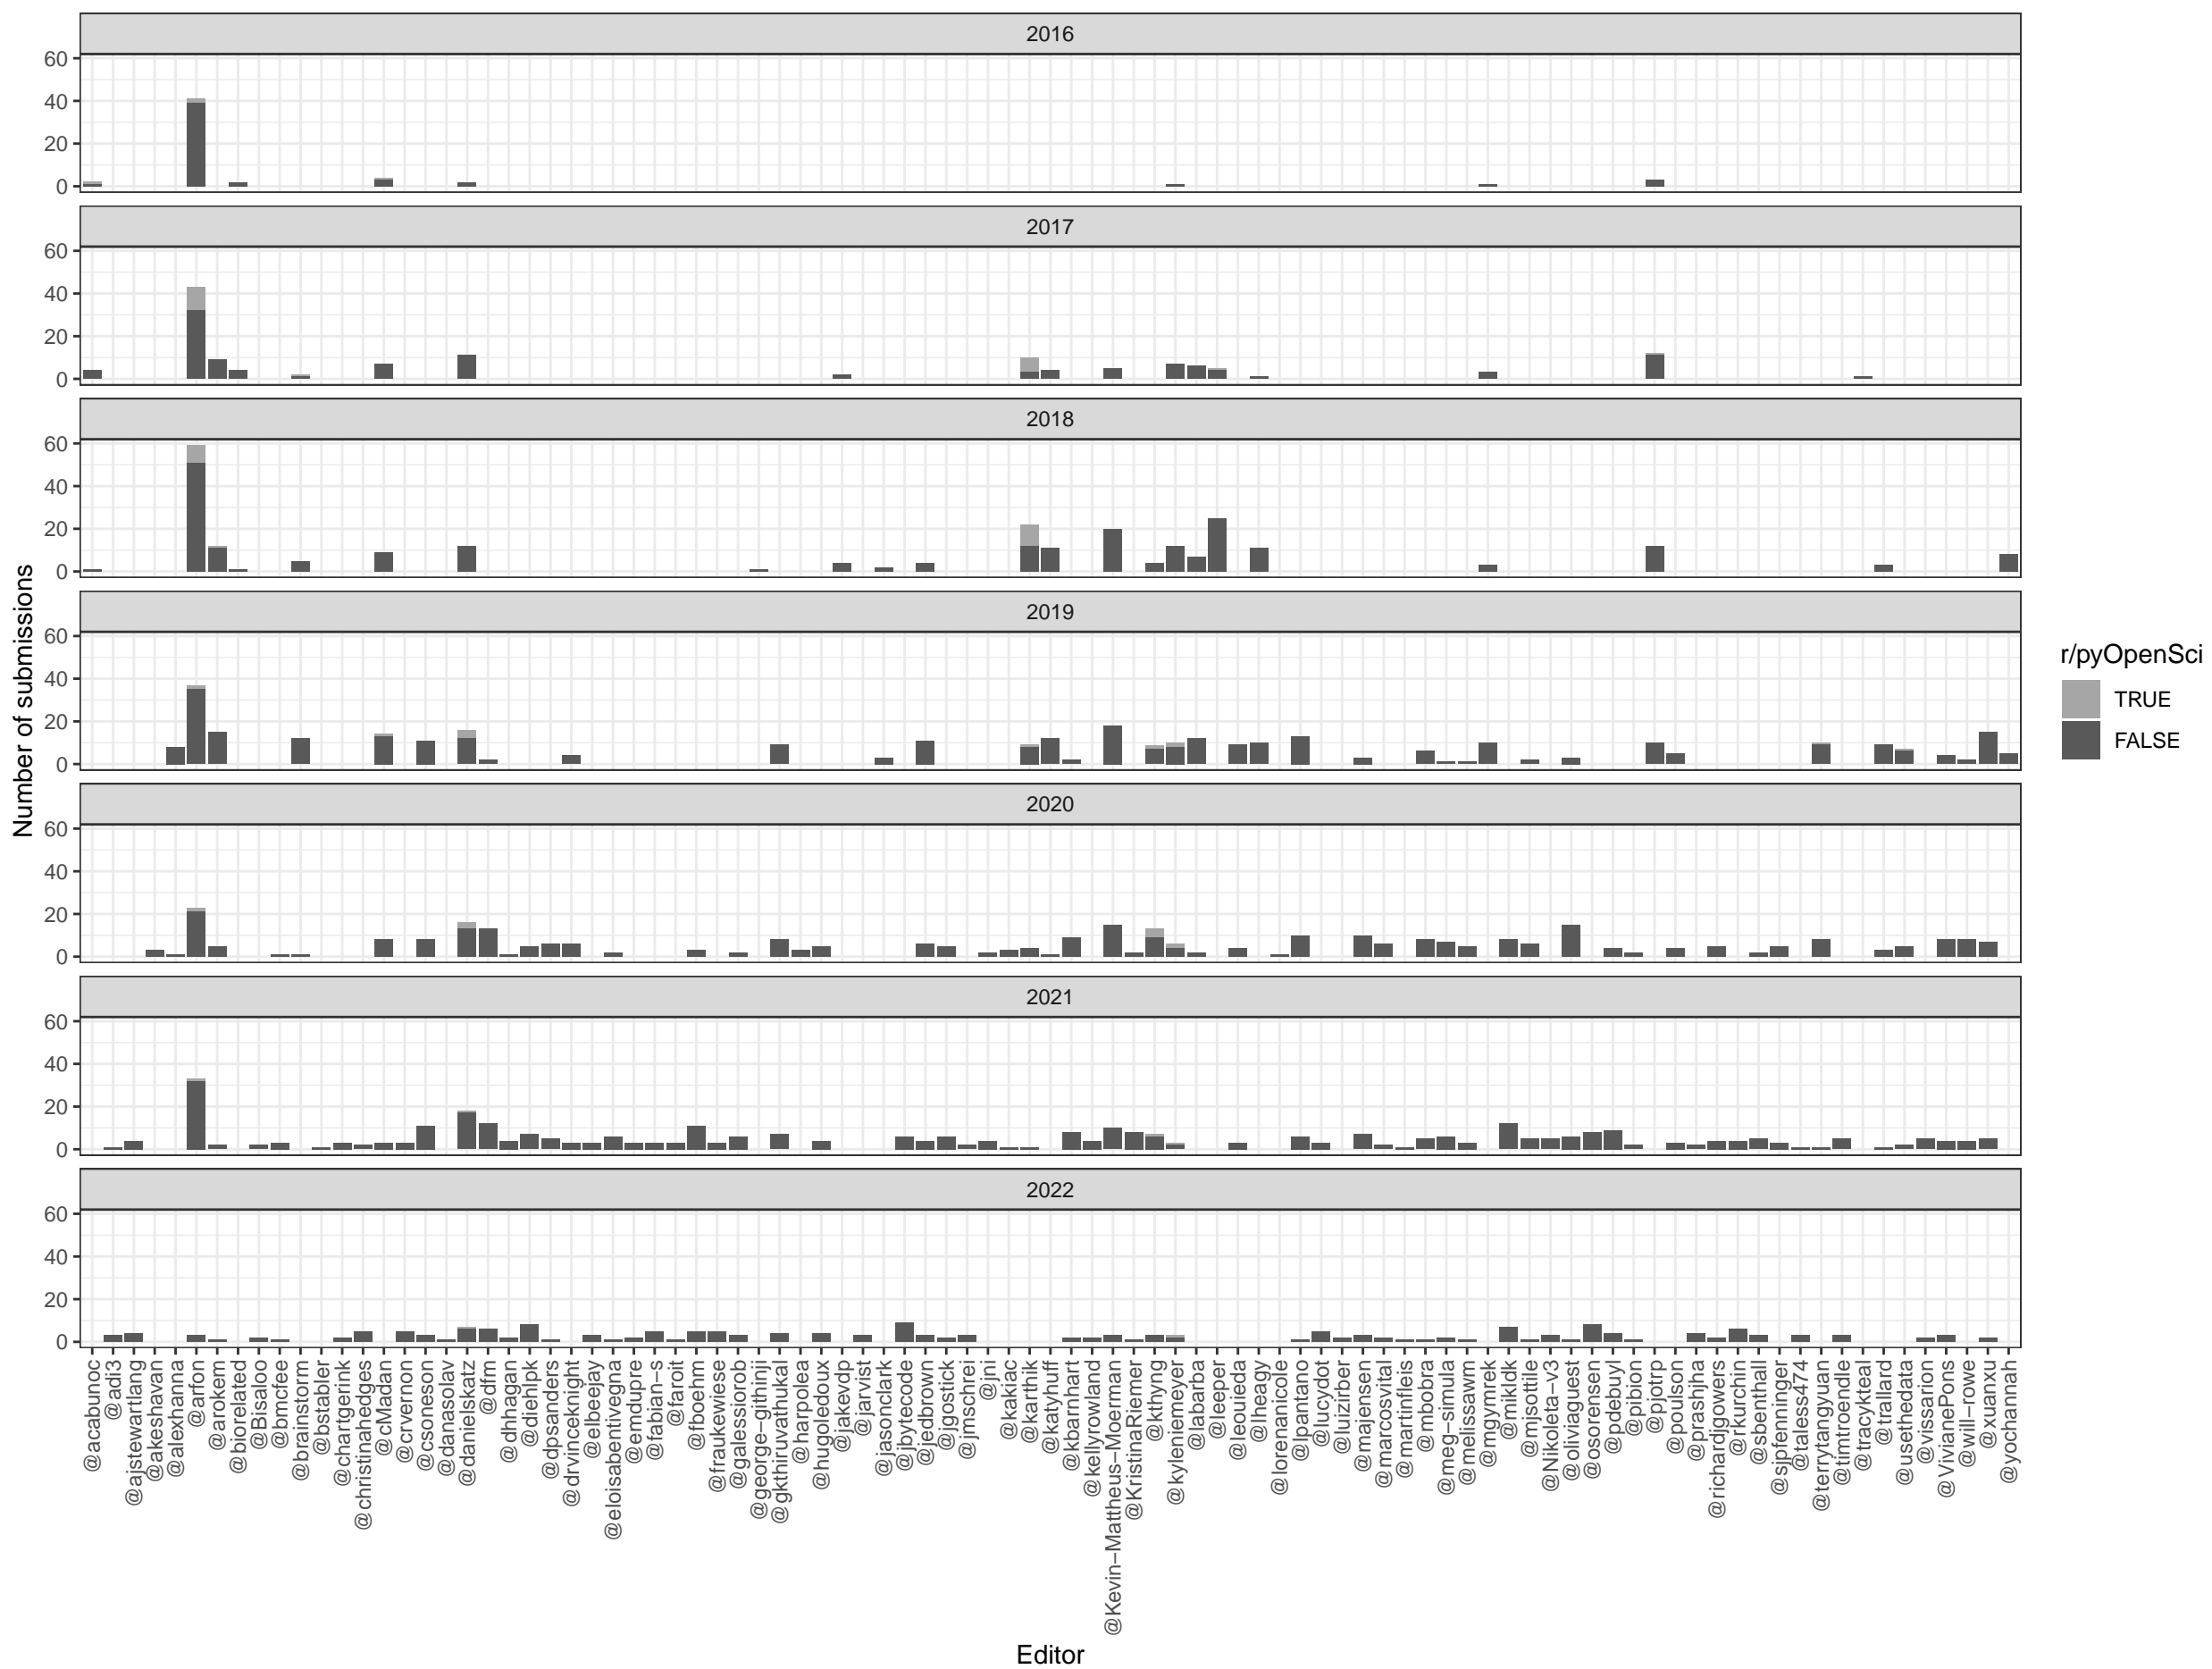 2016
60
40
20
0
2017
60
40
20
0
2018
60
40
20
0
2019
60
40
20
0
2020
60
40
20
0
2021
60
40
20
0
2022
60
40
20
0
Number of submissions
r/pyOpenSci
TRUE
FALSE
@acabunoc
@adi3
@ajstewartlang
@akeshavan
@alexhanna
@arfon
@arokem
@biorelated
@Bisaloo
@bmcfee
@brainstorm
@bstabler
@chartgerink
@christinahedges
@cMadan
@crvernon
@csoneson
@danasolav
@danielskatz
@dfm
@dhhagan
@diehlpk
@dpsanders
@drvinceknight
@elbeejay
@eloisabentivegna
@emdupre
@fabian-s
@faroit
@fboehm
@fraukewiese
@galessiorob
@george-githinji
@gkthiruvathukal
@harpolea
@hugoledoux
@jakevdp
@jarvist
@jasonclark
@jbytecode
@jedbrown
@jgostick
@jmschrei
@jni
@kakiac
@karthik
@katyhuff
@kbarnhart
@kellyrowland
@Kevin-Mattheus-Moerman
@KristinaRiemer
@kthyng
@kyleniemeyer
@labarba
@leeper
@leouieda
@lheagy
@lorenanicole
@lpantano
@lucydot
@luizirber
@majensen
@marcosvital
@martinfleis
@mbobra
@meg-simula
@melissawm
@mgymrek
@mikldk
@mjsottile
@Nikoleta-v3
@oliviaguest
@osorensen
@pdebuyl
@pibion
@pjotrp
@poulson
@prashjha
@richardjgowers
@rkurchin
@sbenthall
@sjpfenninger
@taless474
@terrytangyuan
@timtroendle
@tracykteal
@trallard
@usethedata
@vissarion
@VivianePons
@will-rowe
@xuanxu
@yochannah
Editor